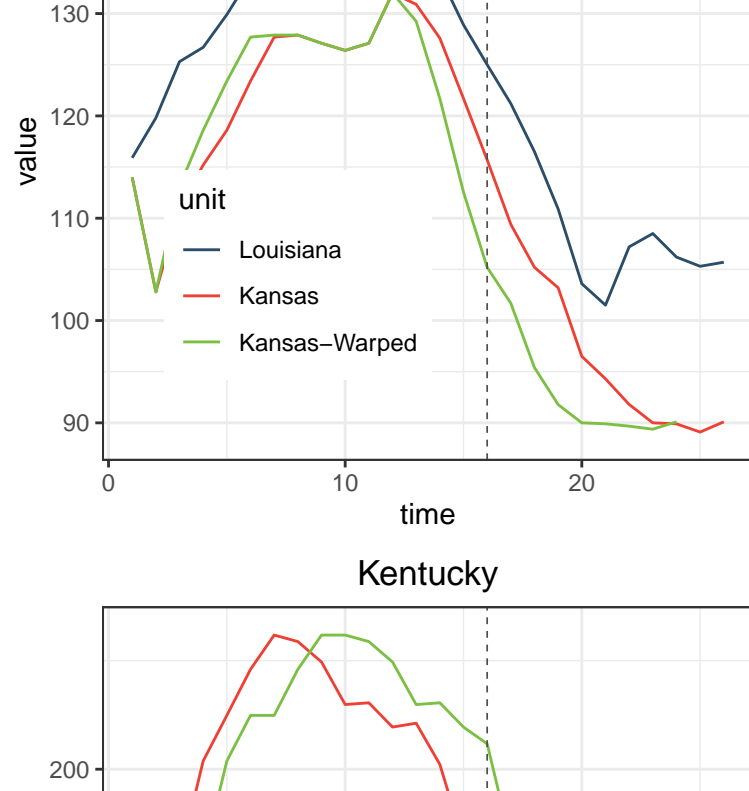 130
120
110
100
90
value
unit
Louisiana
Kansas
Kansas−Warped
0 10 20
time
Kentucky
200